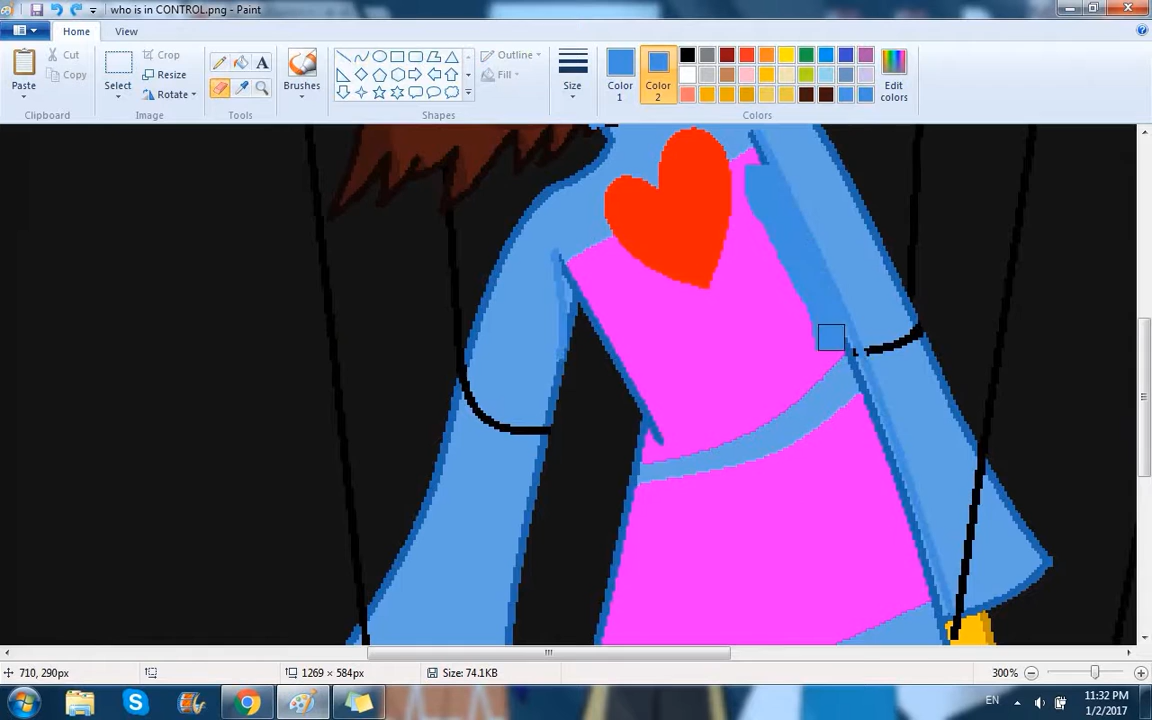 who is in CONTROL.png - Paint
Home View
Paste
Cut
Copy
Clipboard
Select
Crop
Resize
Rotate
Image
A
Tools
Brushes
Outline
Fill
Shapes
Size
Color 1
Color 2
Edit colors
Colors
710, 290px
1269 × 584px
Size: 74.1KB
300%
EN
11:32 PM
1/2/2017